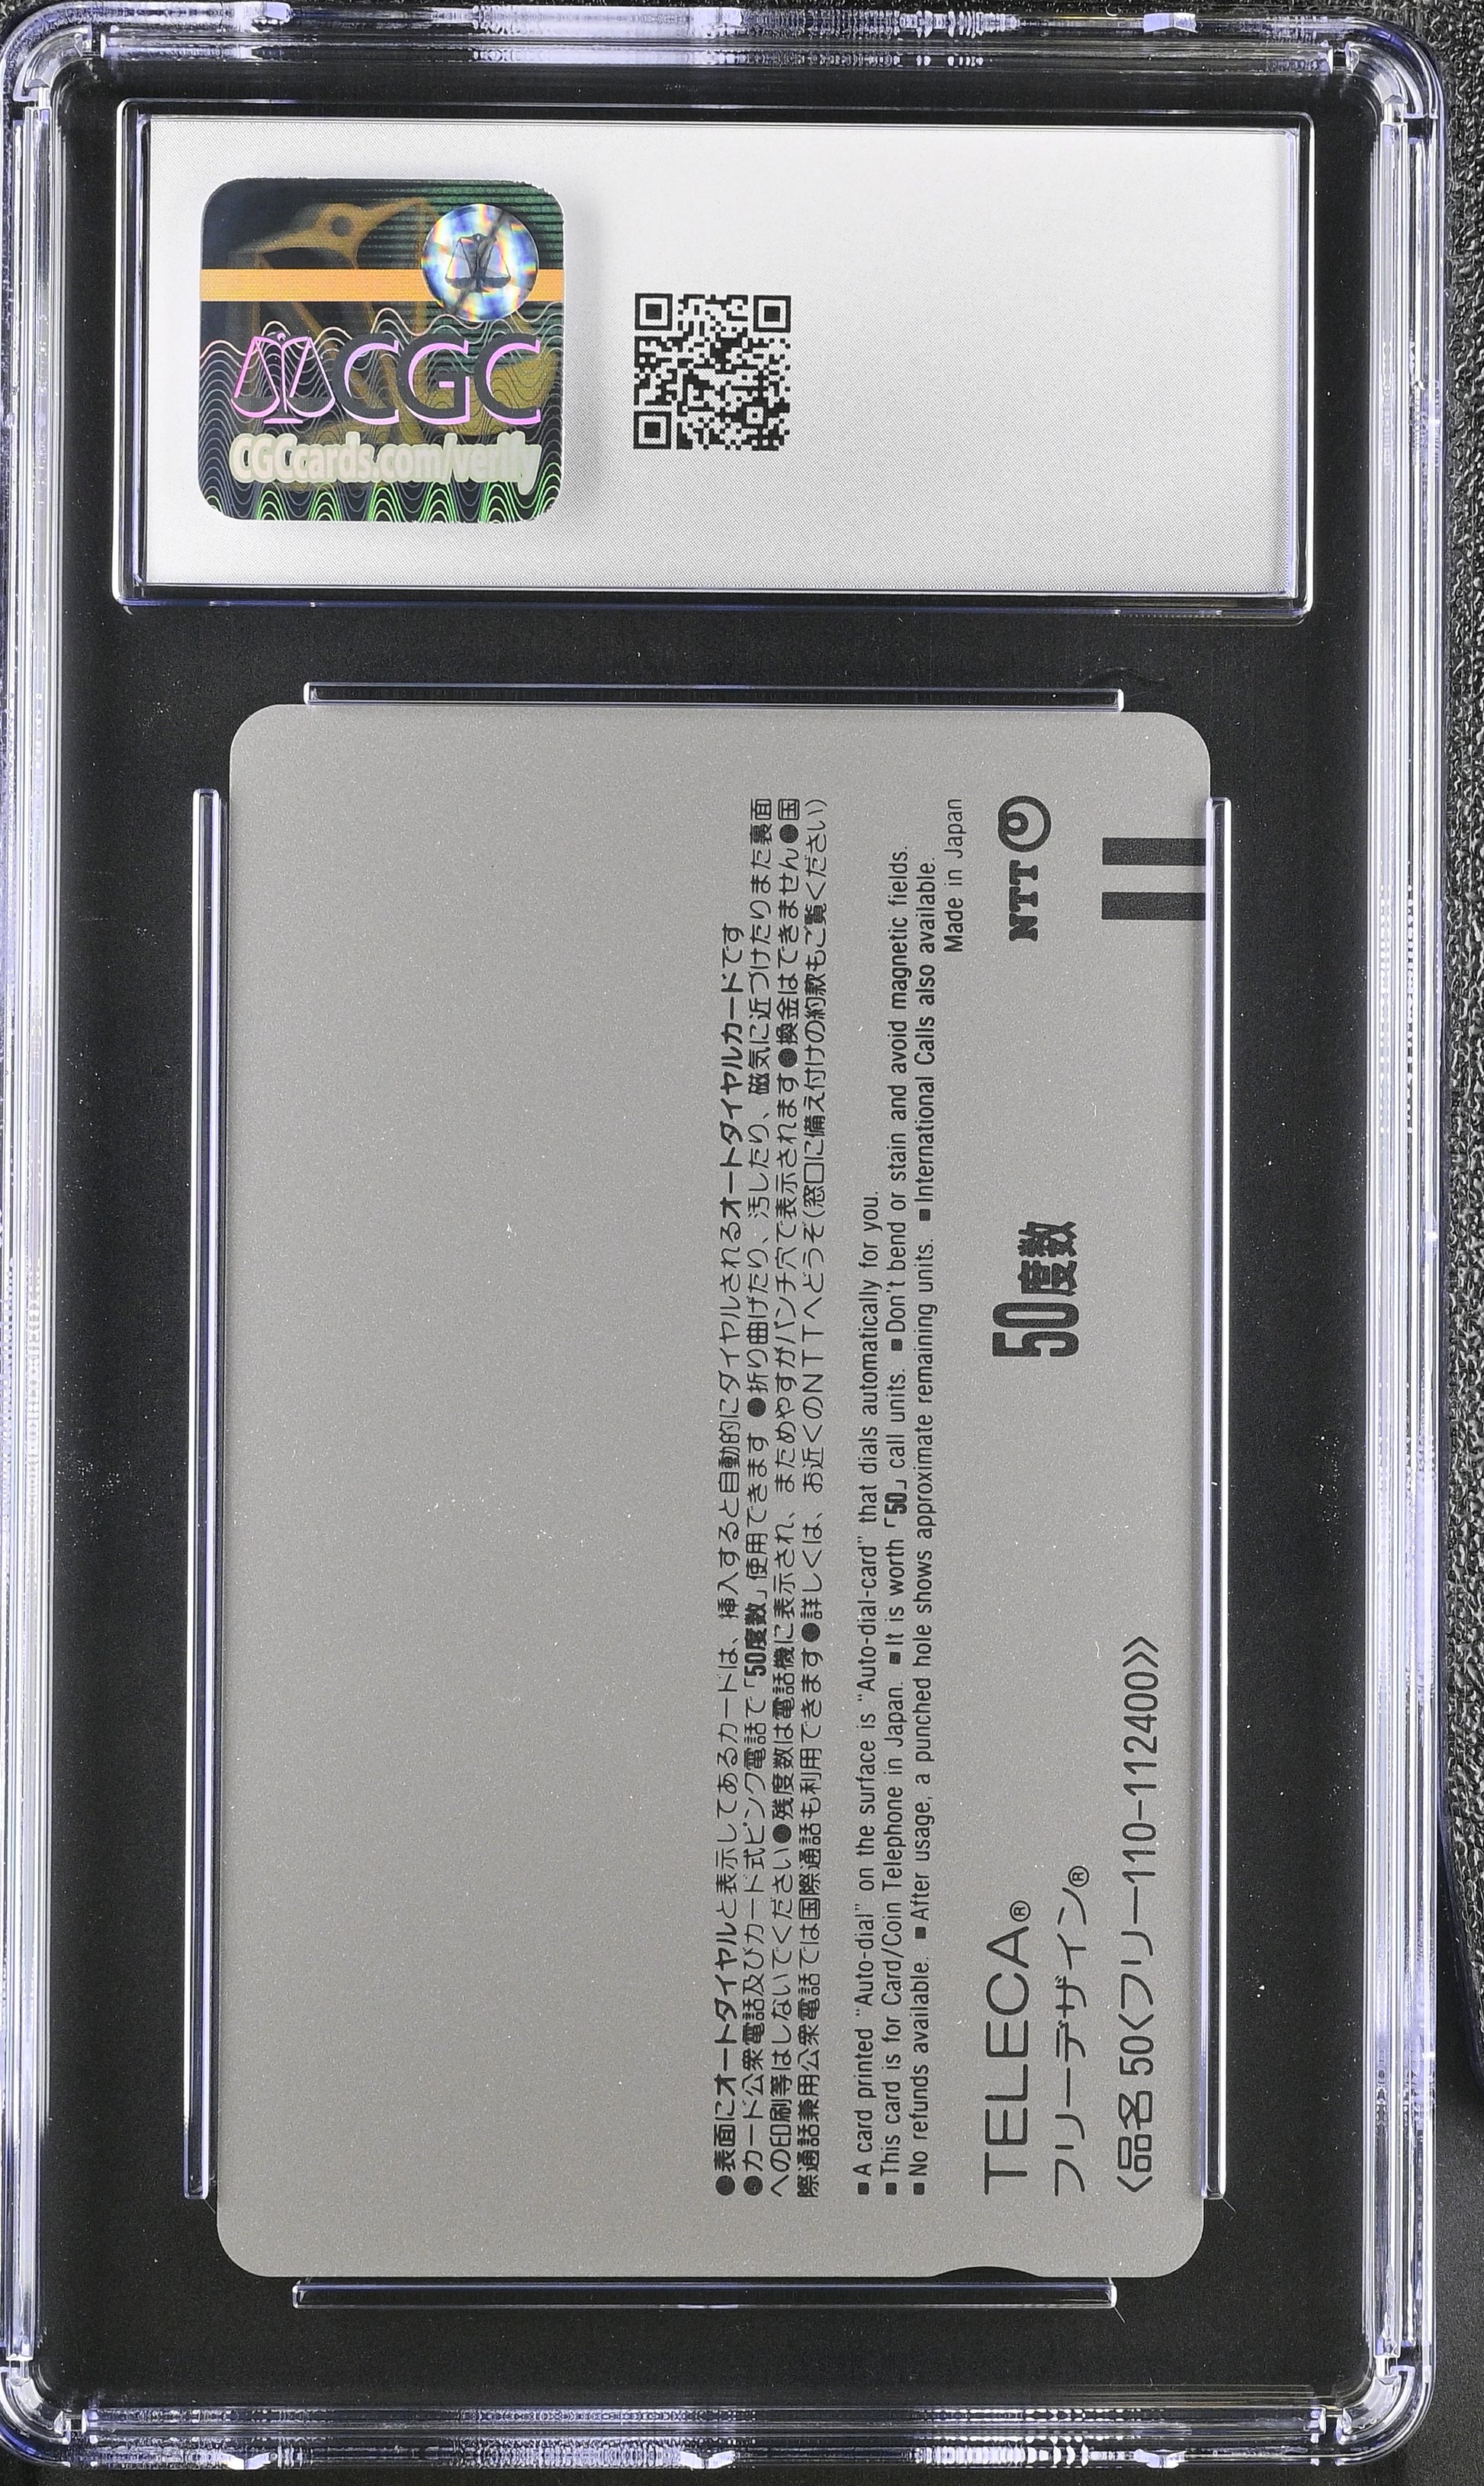 CGC
CGCcards.com/verify
●表面にオートダイヤルと表示してあるカードは、挿入すると自動的にダイヤルされるオートダイヤルカードです
●カード公衆電話及びカード式ピンク電話で「50度数」使用できます ●折り曲げたり、汚したり、磁気に近づけたりまた裏面
への印刷等はしないでください●残度数は電話機に表示され、まためやすがパンチ穴で表示されます●換金はできません●国
際通話兼用公衆電話では国際通話も利用できます●詳しくは、お近くのNTTへどうぞ(窓口に備え付けの約款もご覧ください)
■A card printed "Auto-dial" on the surface is "Auto-dial-card" that dials automatically for you.
■This card is for Card/Coin Telephone in Japan. ■It is worth「50」call units. ■Don't bend or stain and avoid magnetic fields.
■No refunds available. ■After usage, a punched hole shows approximate remaining units. ■International Calls also available.
Made in Japan
TELECA®
フリーデザイン®
50度数
NTT
〈品名 50〈フリー110-112400〉〉